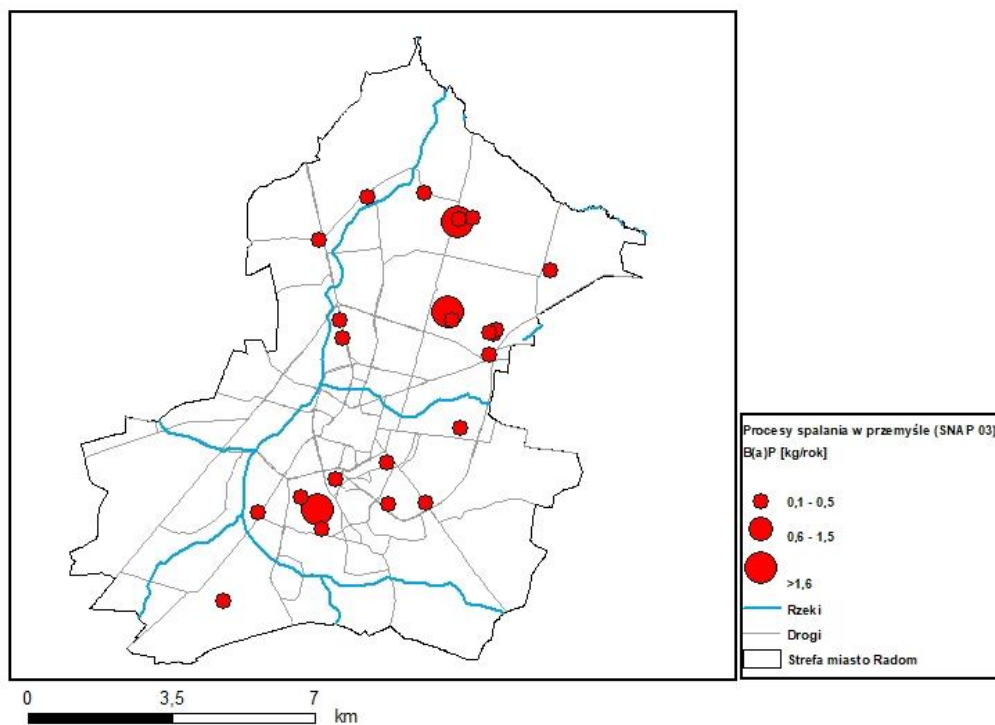 Procesy spalania w przemyśle (SNAP 03)
B(a)P [kg/rok]
0,1 - 0,5
0,6 - 1,5
>1,6
Rzeki
Drogi
Strefa miasto Radom
0 3,5 7
km